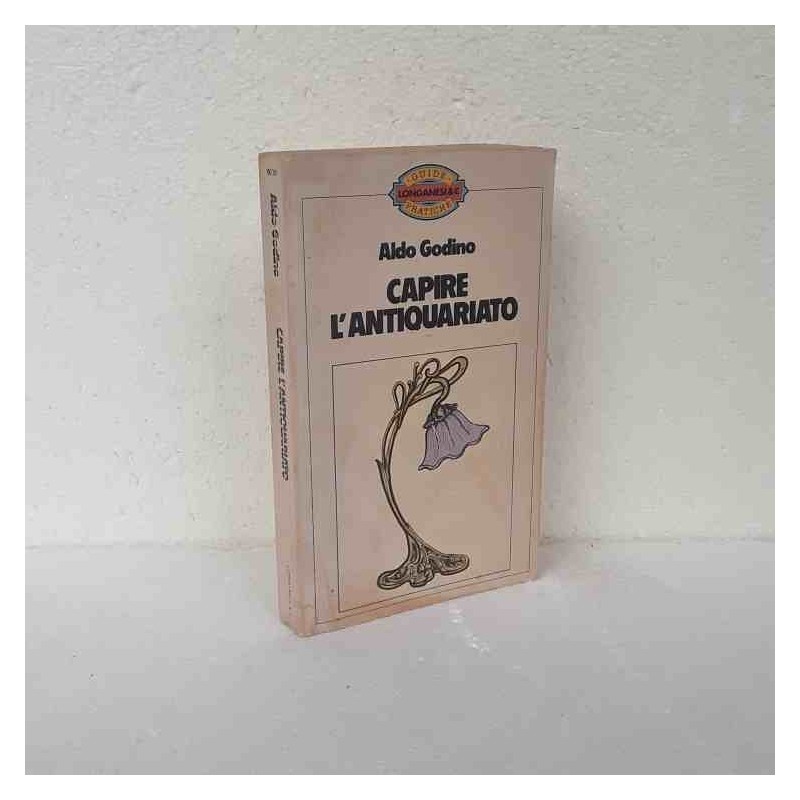 GUIDE
LONGANESI & C.
PRATICHE
Aldo Godino
CAPIRE
L'ANTIQUARIATO
Aldo Godino
CAPIRE L'ANTIQUARIATO